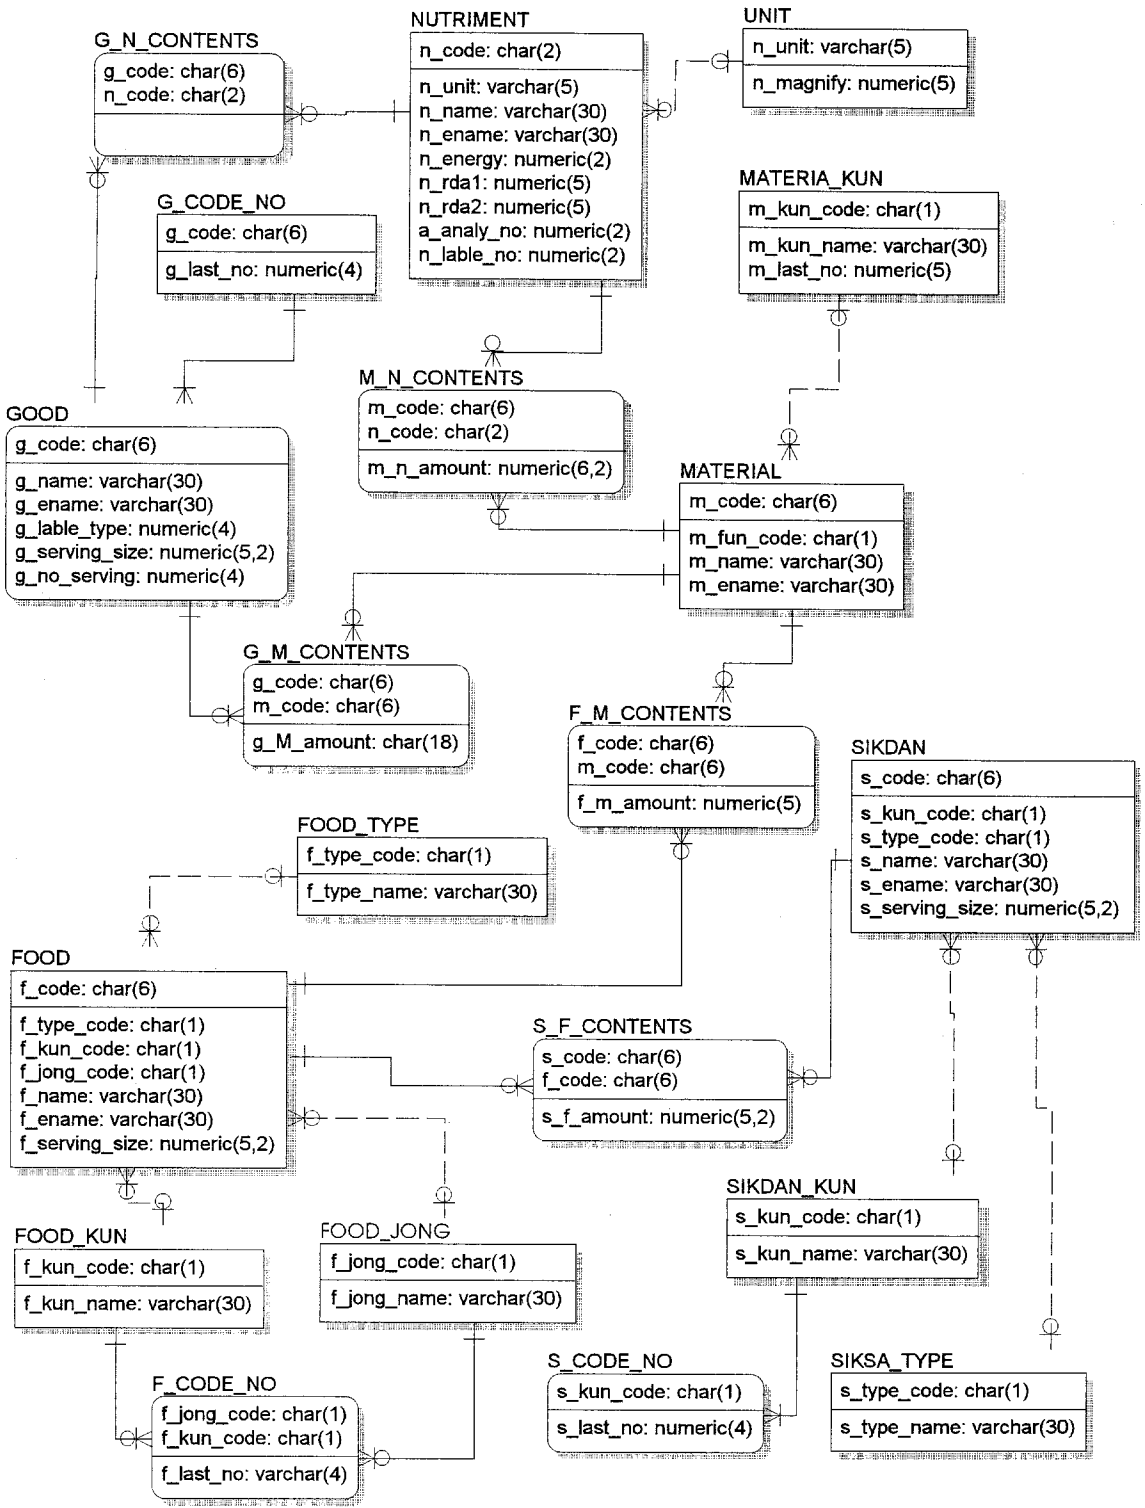 G_N_CONTENTS
g_code: char(6)
n_code: char(2)
NUTRIMENT
n_code: char(2)
n_unit: varchar(5)
n_name: varchar(30)
n_ename: varchar(30)
n_energy: numeric(2)
n_rda1: numeric(5)
n_rda2: numeric(5)
a_analy_no: numeric(2)
n_lable_no: numeric(2)
UNIT
n_unit: varchar(5)
n_magnify: numeric(5)
G_CODE_NO
g_code: char(6)
g_last_no: numeric(4)
MATERIA_KUN
m_kun_code: char(1)
m_kun_name: varchar(30)
m_last_no: numeric(5)
M_N_CONTENTS
m_code: char(6)
n_code: char(2)
m_n_amount: numeric(6,2)
GOOD
g_code: char(6)
g_name: varchar(30)
g_ename: varchar(30)
g_lable_type: numeric(4)
g_serving_size: numeric(5,2)
g_no_serving: numeric(4)
MATERIAL
m_code: char(6)
m_fun_code: char(1)
m_name: varchar(30)
m_ename: varchar(30)
G_M_CONTENTS
g_code: char(6)
m_code: char(6)
g_M_amount: char(18)
F_M_CONTENTS
f_code: char(6)
m_code: char(6)
f_m_amount: numeric(5)
SIKDAN
s_code: char(6)
s_kun_code: char(1)
s_type_code: char(1)
s_name: varchar(30)
s_ename: varchar(30)
s_serving_size: numeric(5,2)
FOOD_TYPE
f_type_code: char(1)
f_type_name: varchar(30)
FOOD
f_code: char(6)
f_type_code: char(1)
f_kun_code: char(1)
f_jong_code: char(1)
f_name: varchar(30)
f_ename: varchar(30)
f_serving_size: numeric(5,2)
S_F_CONTENTS
s_code: char(6)
f_code: char(6)
s_f_amount: numeric(5,2)
FOOD_KUN
f_kun_code: char(1)
f_kun_name: varchar(30)
FOOD_JONG
f_jong_code: char(1)
f_jong_name: varchar(30)
SIKDAN_KUN
s_kun_code: char(1)
s_kun_name: varchar(30)
F_CODE_NO
f_jong_code: char(1)
f_kun_code: char(1)
f_last_no: varchar(4)
S_CODE_NO
s_kun_code: char(1)
s_last_no: numeric(4)
SIKSA_TYPE
s_type_code: char(1)
s_type_name: varchar(30)